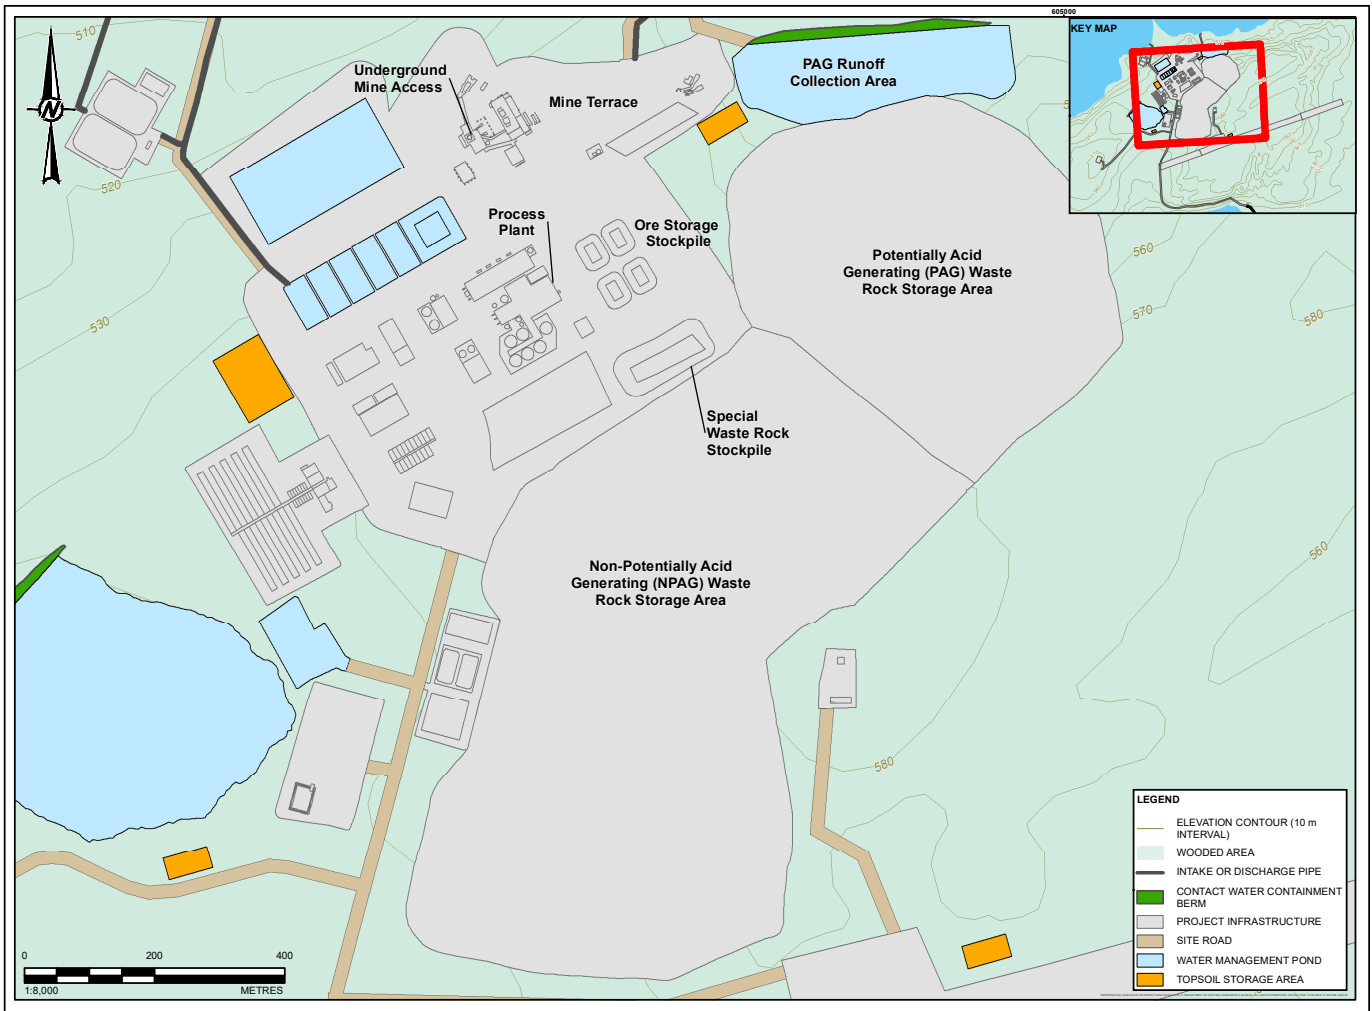 605000
KEY MAP
510
PAG Runoff
Collection Area
Underground
Mine Access
Mine Terrace
N
520
Process
Plant
Ore Storage
Stockpile
560
Potentially Acid
Generating (PAG) Waste
Rock Storage Area
570
580
530
Special
Waste Rock
Stockpile
560
Non-Potentially Acid
Generating (NPAG) Waste
Rock Storage Area
580
LEGEND
ELEVATION CONTOUR (10 m
INTERVAL)
WOODED AREA
INTAKE OR DISCHARGE PIPE
CONTACT WATER CONTAINMENT
BERM
PROJECT INFRASTRUCTURE
SITE ROAD
WATER MANAGEMENT POND
TOPSOIL STORAGE AREA
0 200 400
1:8,000 METRES